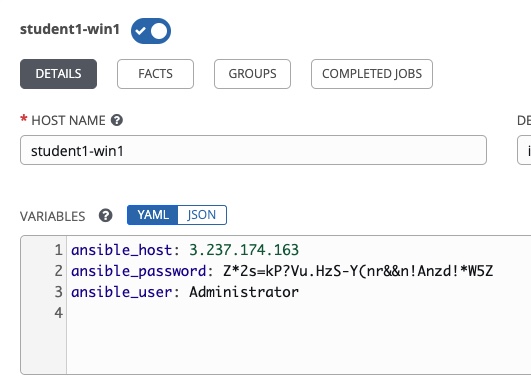 student1-win1
DETAILS FACTS GROUPS COMPLETED JOBS
* HOST NAME ? DE
student1-win1 i
VARIABLES ? YAML JSON
1 ansible_host: 3.237.174.163
2 ansible_password: Z*2s=kP?Vu.HzS-Y(nr&&n!Anzd!*W5Z
3 ansible_user: Administrator
4